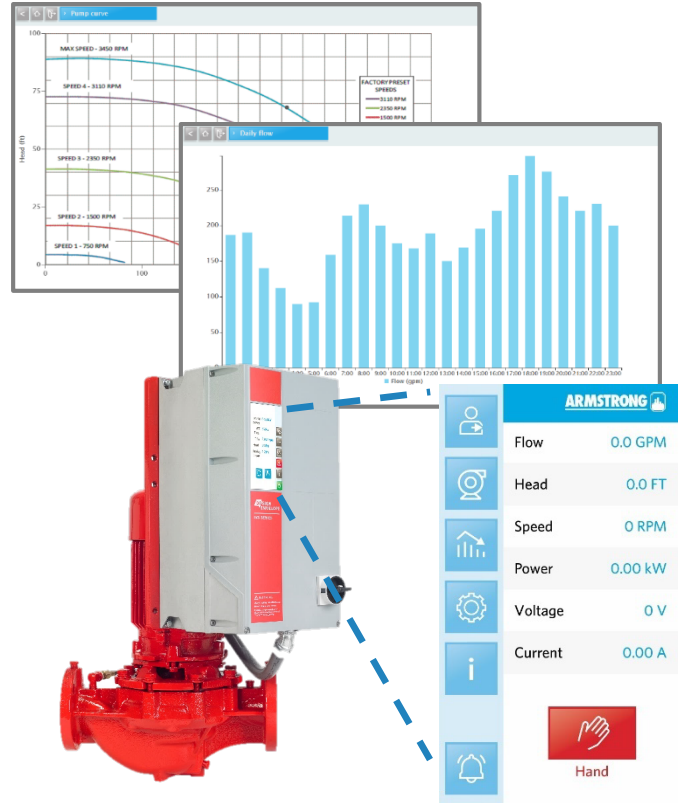 Pump curve
100
MAX SPEED - 3450 RPM
FACTORY PRESET
SPEEDS
3110 RPM
2350 RPM
1500 RPM
75
SPEED 4 - 3110 RPM
Head (ft)
50
SPEED 3 - 2350 RPM
25
SPEED 2 - 1500 RPM
SPEED 1 - 750 RPM
0
0
100
Daily flow
250
200
150
100
50
5:00 6:00 7:00 8:00 9:00 10:00 11:00 12:00 13:00 14:00 15:00 16:00 17:00 18:00 19:00 20:00 21:00 22:00 23:00
Flow (gpm)
ARMSTRONG
Flow 0.0 GPM
Head 0.0 FT
Speed 0 RPM
Power 0.00 kW
Voltage 0 V
Current 0.00 A
i
Hand